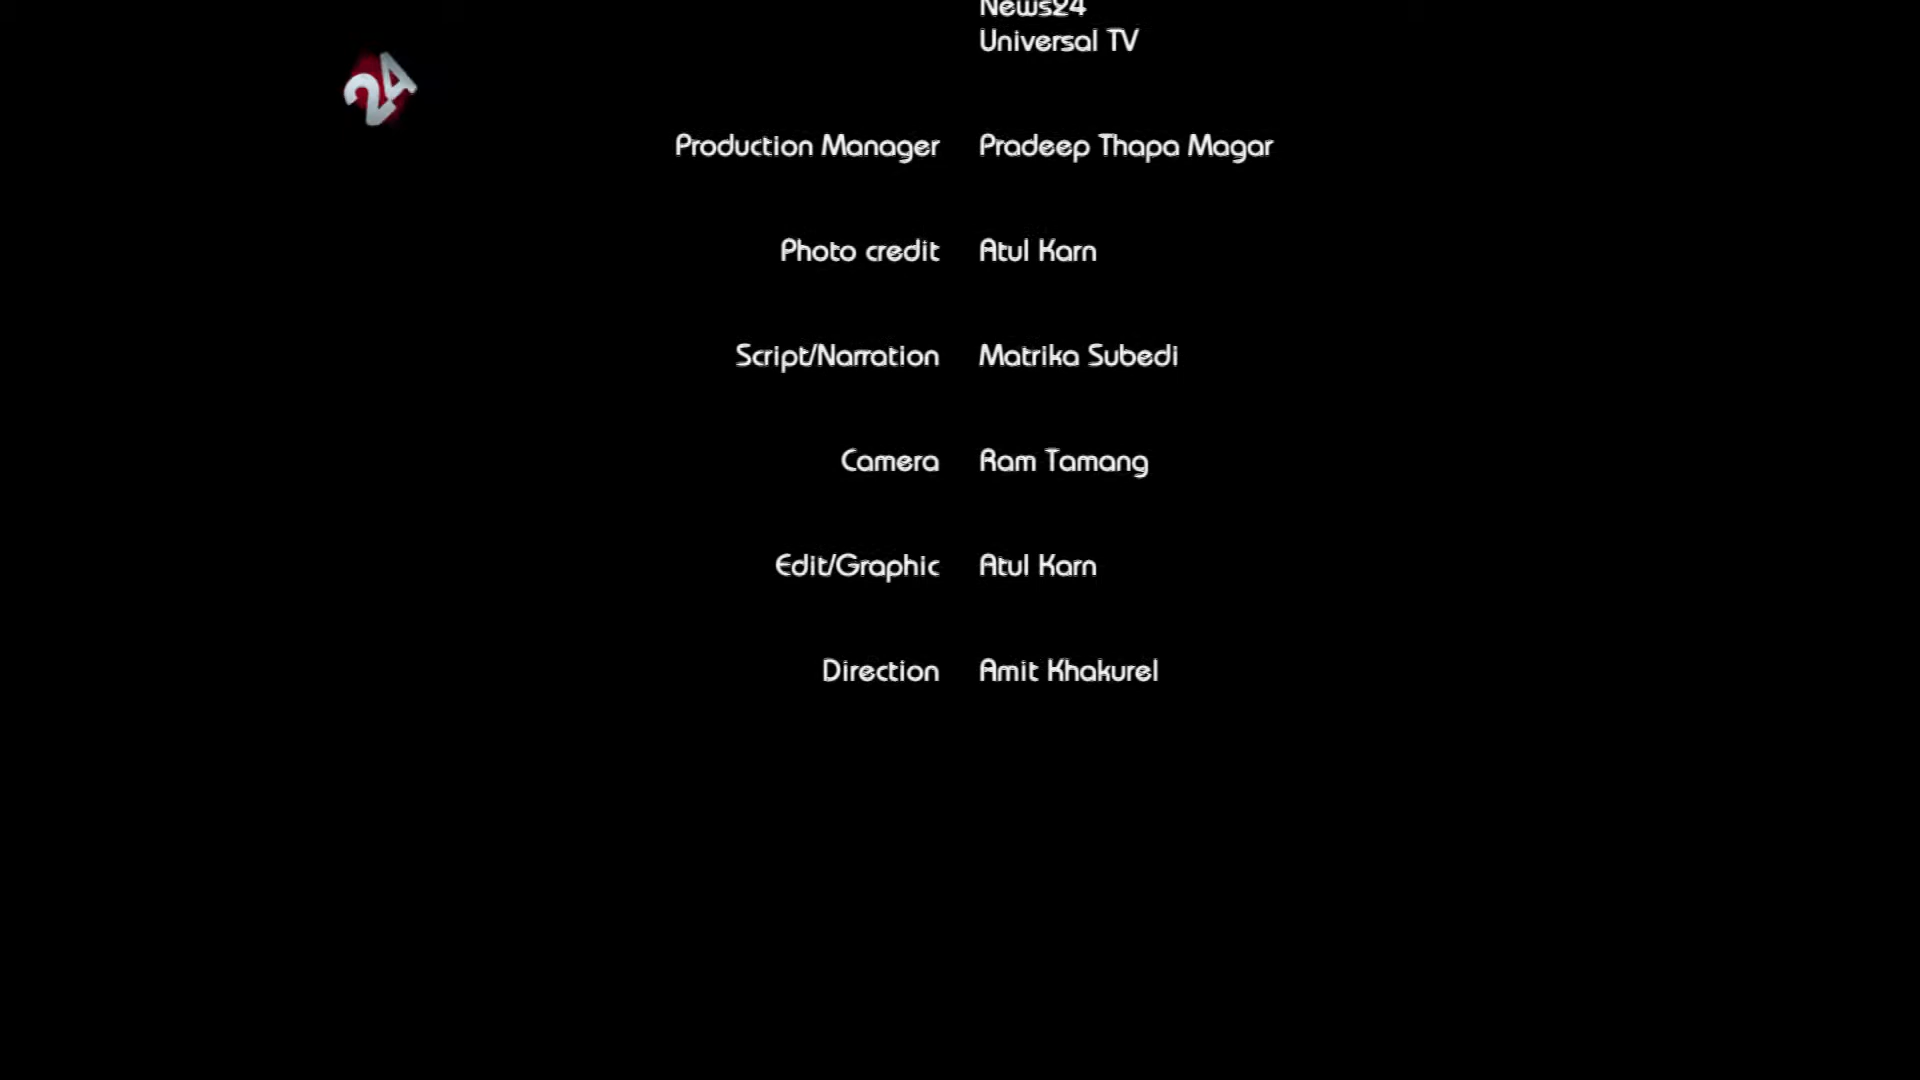 News24
Universal TV
24
Production Manager Pradeep Thapa Magar
Photo credit Atul Karn
Script/Narration Matrika Subedi
Camera Ram Tamang
Edit/Graphic Atul Karn
Direction Amit Khakurel